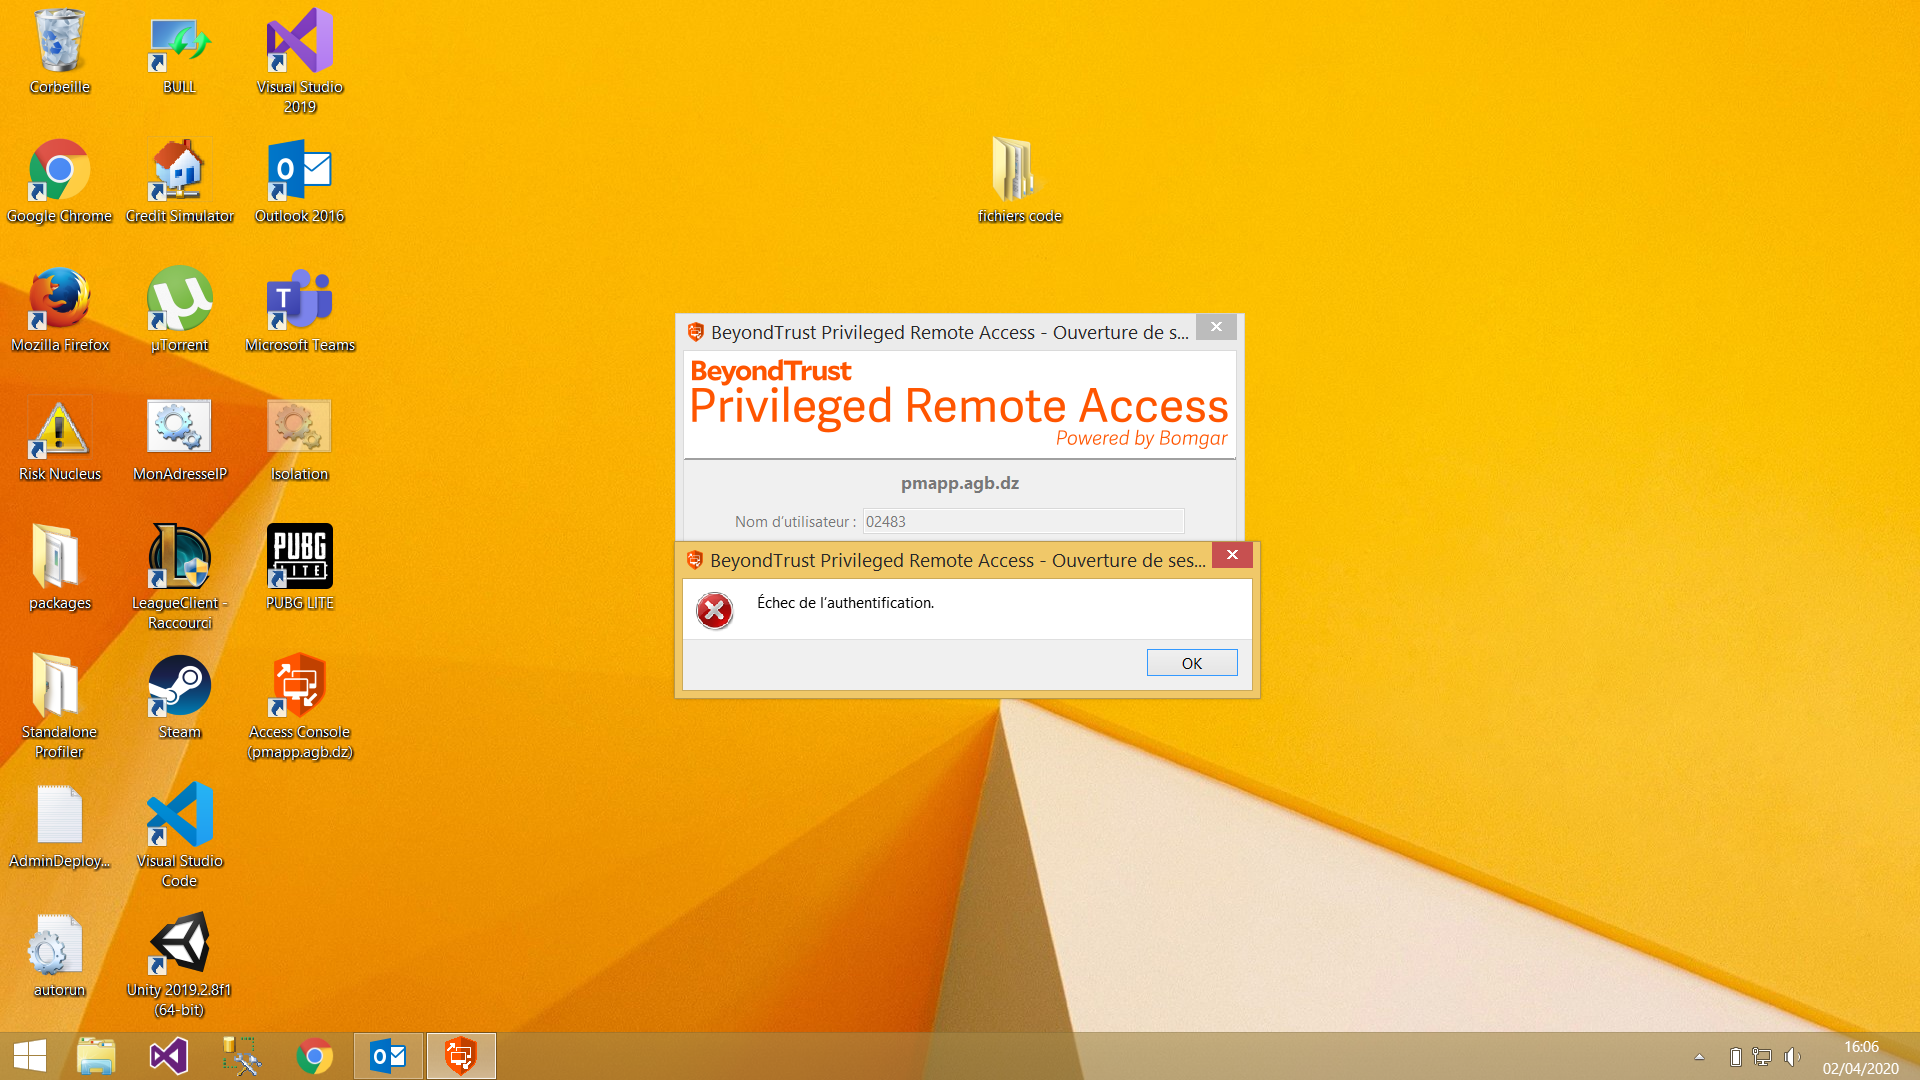 Corbeille
BULL
Visual Studio
2019
Google Chrome
Credit Simulator
Outlook 2016
fichiers code
Mozilla Firefox
µTorrent
Microsoft Teams
Risk Nucleus
MonAdresseIP
Isolation
packages
LeagueClient -
Raccourci
PUBG
LITE
PUBG LITE
Standalone
Profiler
Steam
Access Console
(pmapp.agb.dz)
AdminDeploy...
Visual Studio
Code
autorun
Unity 2019.2.8f1
(64-bit)
BeyondTrust Privileged Remote Access - Ouverture de s...
BeyondTrust
Privileged Remote Access
Powered by Bomgar
pmapp.agb.dz
Nom d'utilisateur : 02483
BeyondTrust Privileged Remote Access - Ouverture de ses...
Échec de l'authentification.
OK
16:06
02/04/2020